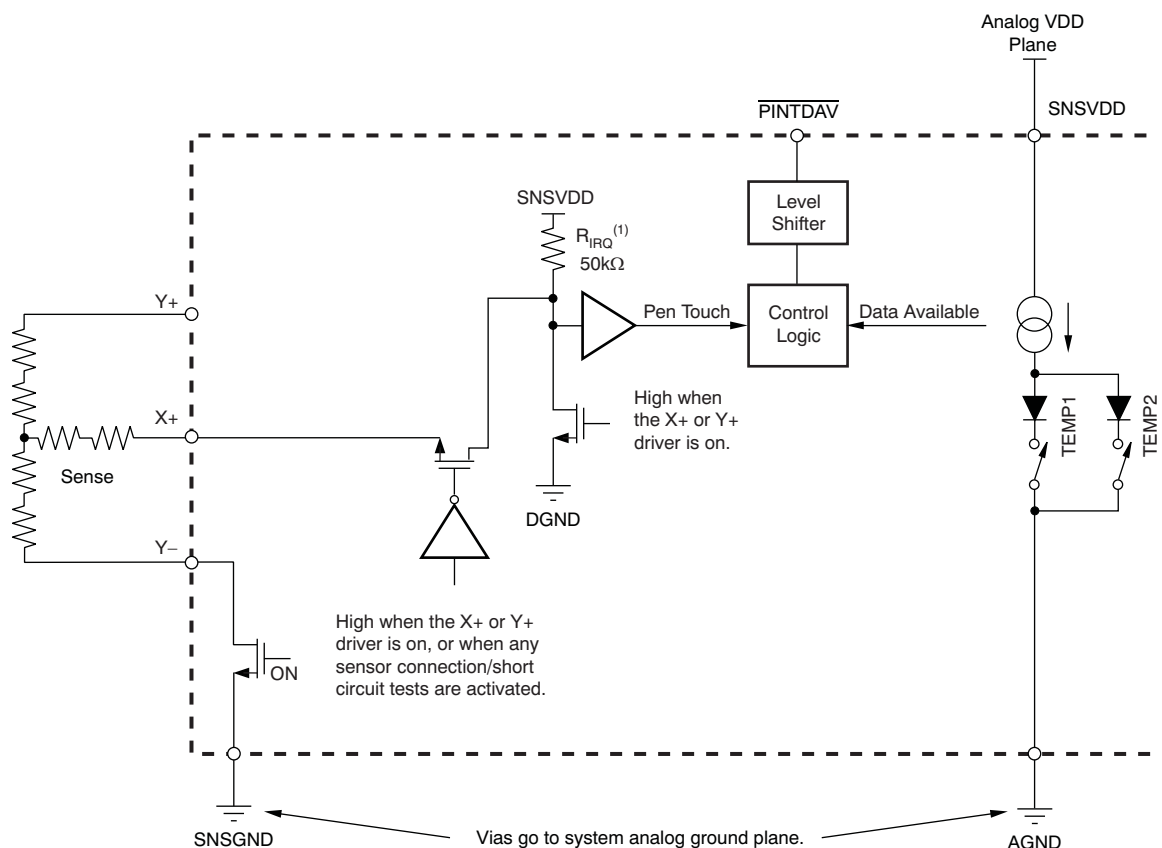 Analog VDD
Plane
PINTDAV
SNSVDD
SNSVDD
Level
Shifter
RIRQ(1)
50kΩ
Y+
Pen Touch
Control
Logic
Data Available
X+
High when
the X+ or Y+
driver is on.
TEMP1
TEMP2
Sense
DGND
Y–
High when the X+ or Y+
driver is on, or when any
sensor connection/short
circuit tests are activated.
ON
SNSGND
Vias go to system analog ground plane.
AGND